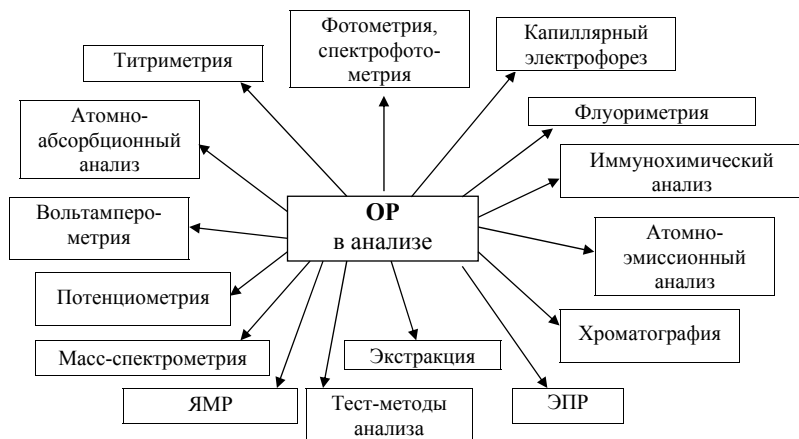 Фотометрия,
спектрофото-
метрия
Капиллярный
электрофорез
Титриметрия
Флуориметрия
Атомно-
абсорбционный
анализ
Иммунохимический
анализ
ОР
в анализе
Вольтамперо-
метрия
Атомно-
эмиссионный
анализ
Потенциометрия
Хроматография
Масс-спектрометрия
Экстракция
ЯМР
Тест-методы
анализа
ЭПР